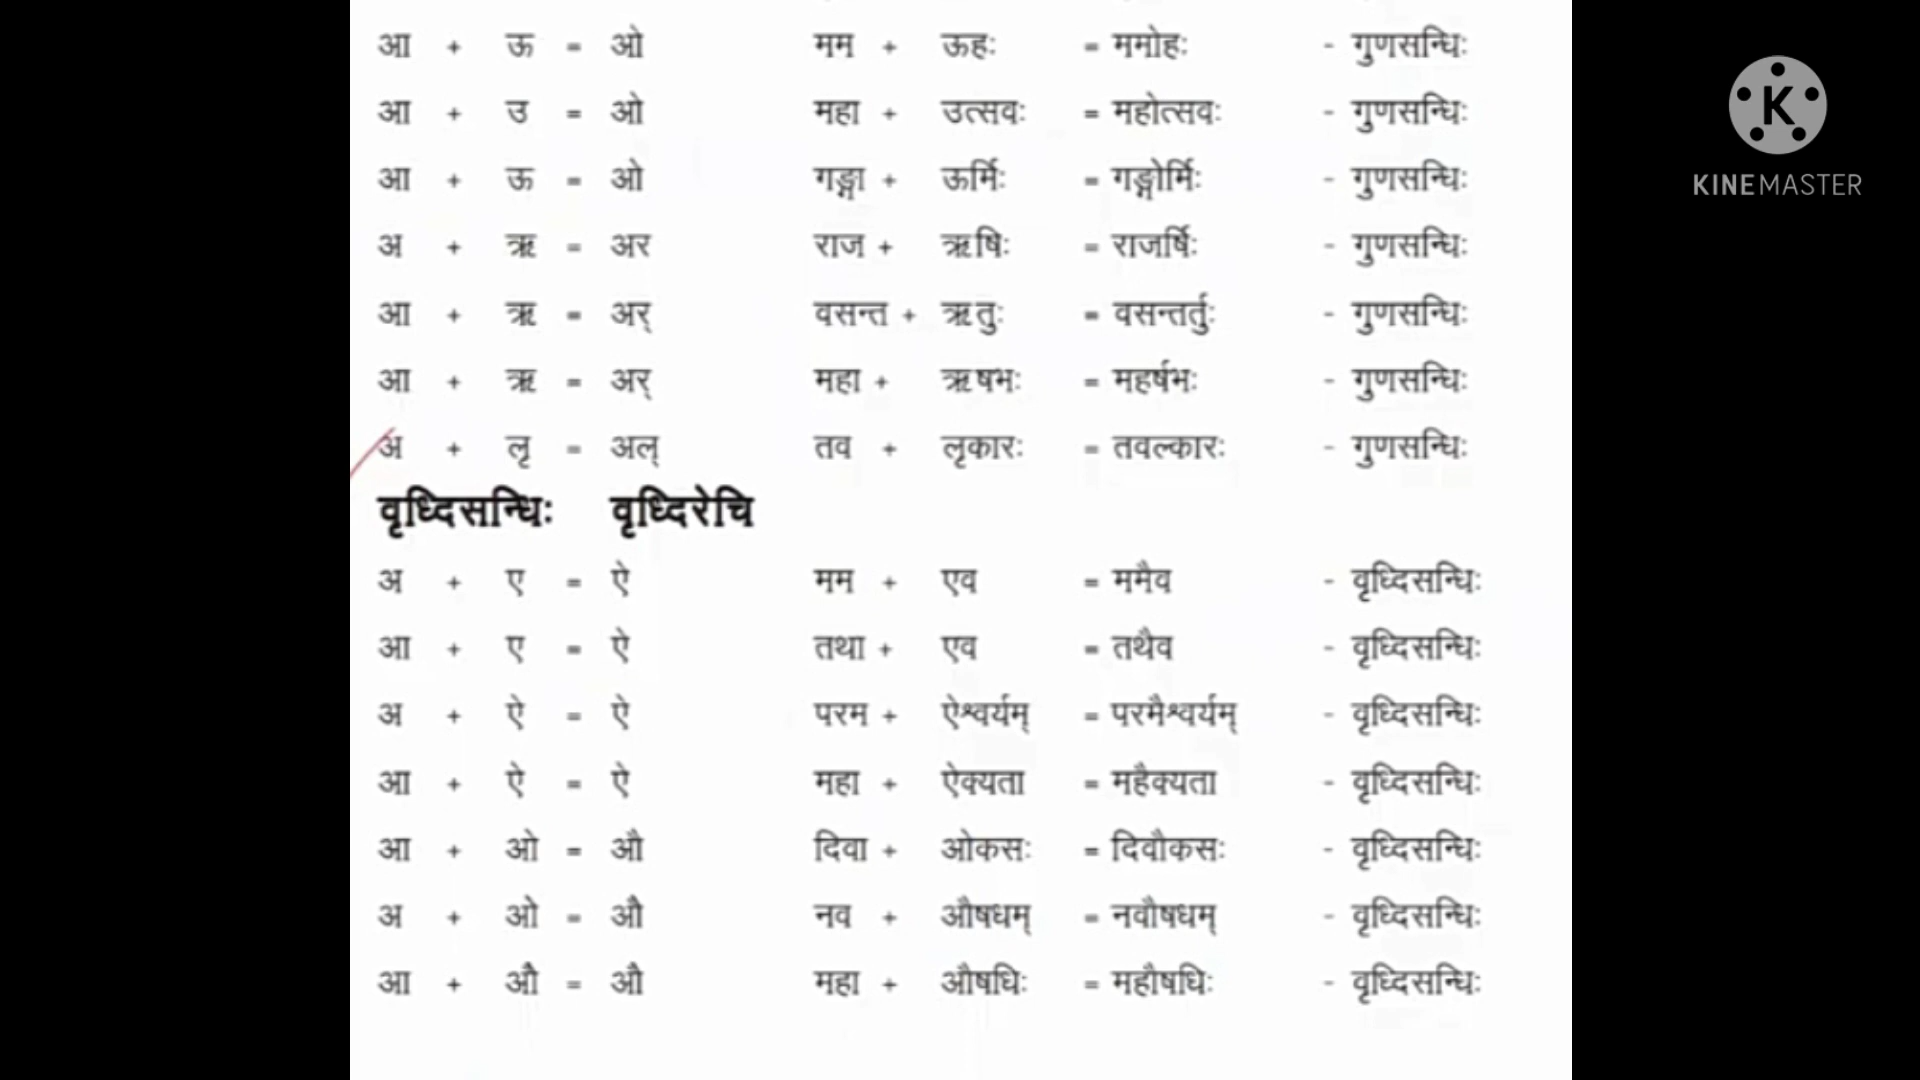 आ + ऊ = ओ मम + ऊहः = ममोहः - गुणसन्धिः
आ + उ = ओ महा + उत्सवः = महोत्सवः - गुणसन्धिः
आ + ऊ = ओ गङ्गा + ऊर्मिः = गङ्गोर्मिः - गुणसन्धिः
अ + ऋ = अर राज + ऋषिः = राजर्षिः - गुणसन्धिः
आ + ऋ = अर् वसन्त + ऋतुः = वसन्तर्तुः - गुणसन्धिः
आ + ऋ = अर् महा + ऋषभः = महर्षभः - गुणसन्धिः
अ + लृ = अल् तव + लृकारः = तवल्कारः - गुणसन्धिः
वृध्दिसन्धिः वृध्दिरेचि
अ + ए = ऐ मम + एव = ममैव - वृध्दिसन्धिः
आ + ए = ऐ तथा + एव = तथैव - वृध्दिसन्धिः
अ + ऐ = ऐ परम + ऐश्वर्यम् = परमैश्वर्यम् - वृध्दिसन्धिः
आ + ऐ = ऐ महा + ऐक्यता = महैक्यता - वृध्दिसन्धिः
आ + ओ = औ दिवा + ओकसः = दिवौकसः - वृध्दिसन्धिः
अ + ओ = औ नव + औषधम् = नवौषधम् - वृध्दिसन्धिः
आ + औ = औ महा + औषधिः = महौषधिः - वृध्दिसन्धिः
K
KINEMASTER